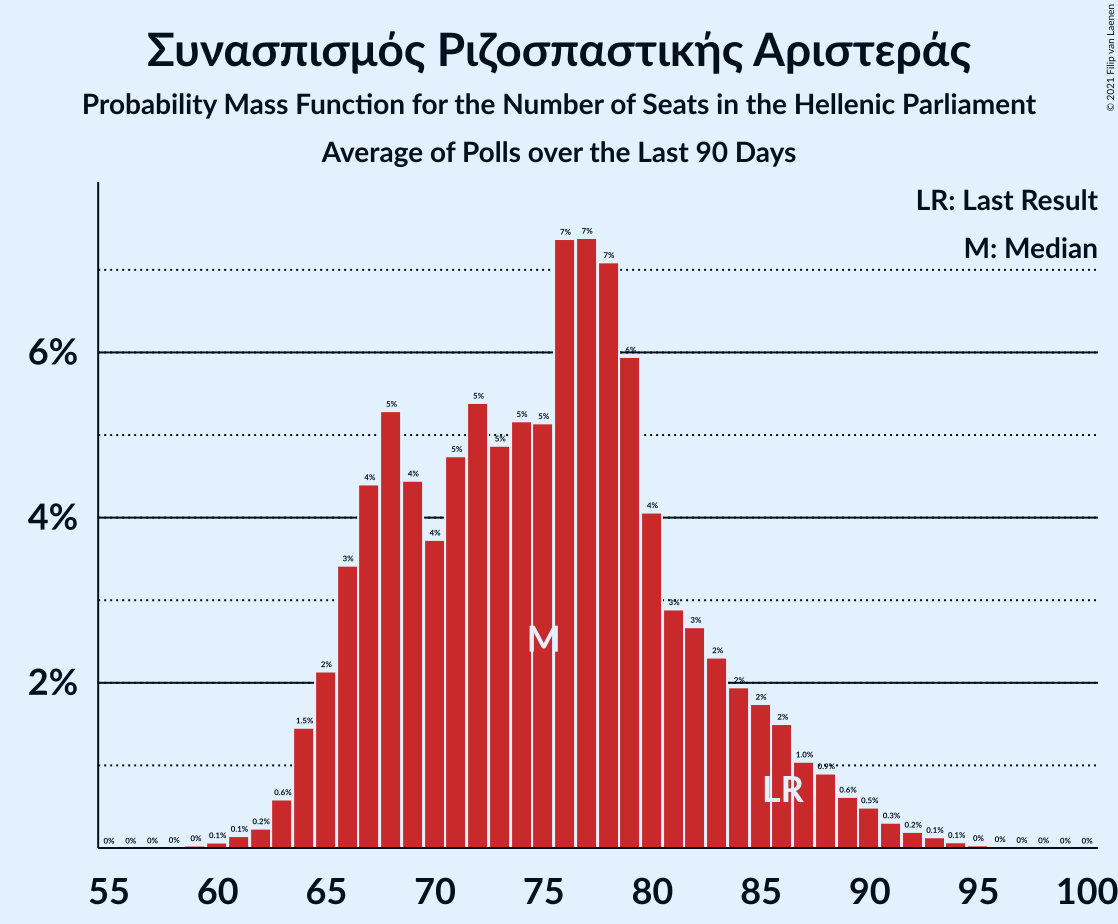 Συνασπισμός Ριζοσπαστικής Αριστεράς
Probability Mass Function for the Number of Seats in the Hellenic Parliament
Average of Polls over the Last 90 Days
© 2021 Filip van Laenen
LR: Last Result
M: Median
6%
4%
2%
0% 0% 0% 0% 0% 0.1% 0.1% 0.2% 0.6% 1.5% 2% 3% 4% 5% 4% 4% 5% 5% 5% 5% 5% 7% 7% 7% 6% 4% 3% 3% 2% 2% 2% 2% 1.0% 0.9% 0.6% 0.5% 0.3% 0.2% 0.1% 0.1% 0% 0% 0% 0% 0% 0%
M
LR
55 60 65 70 75 80 85 90 95 100